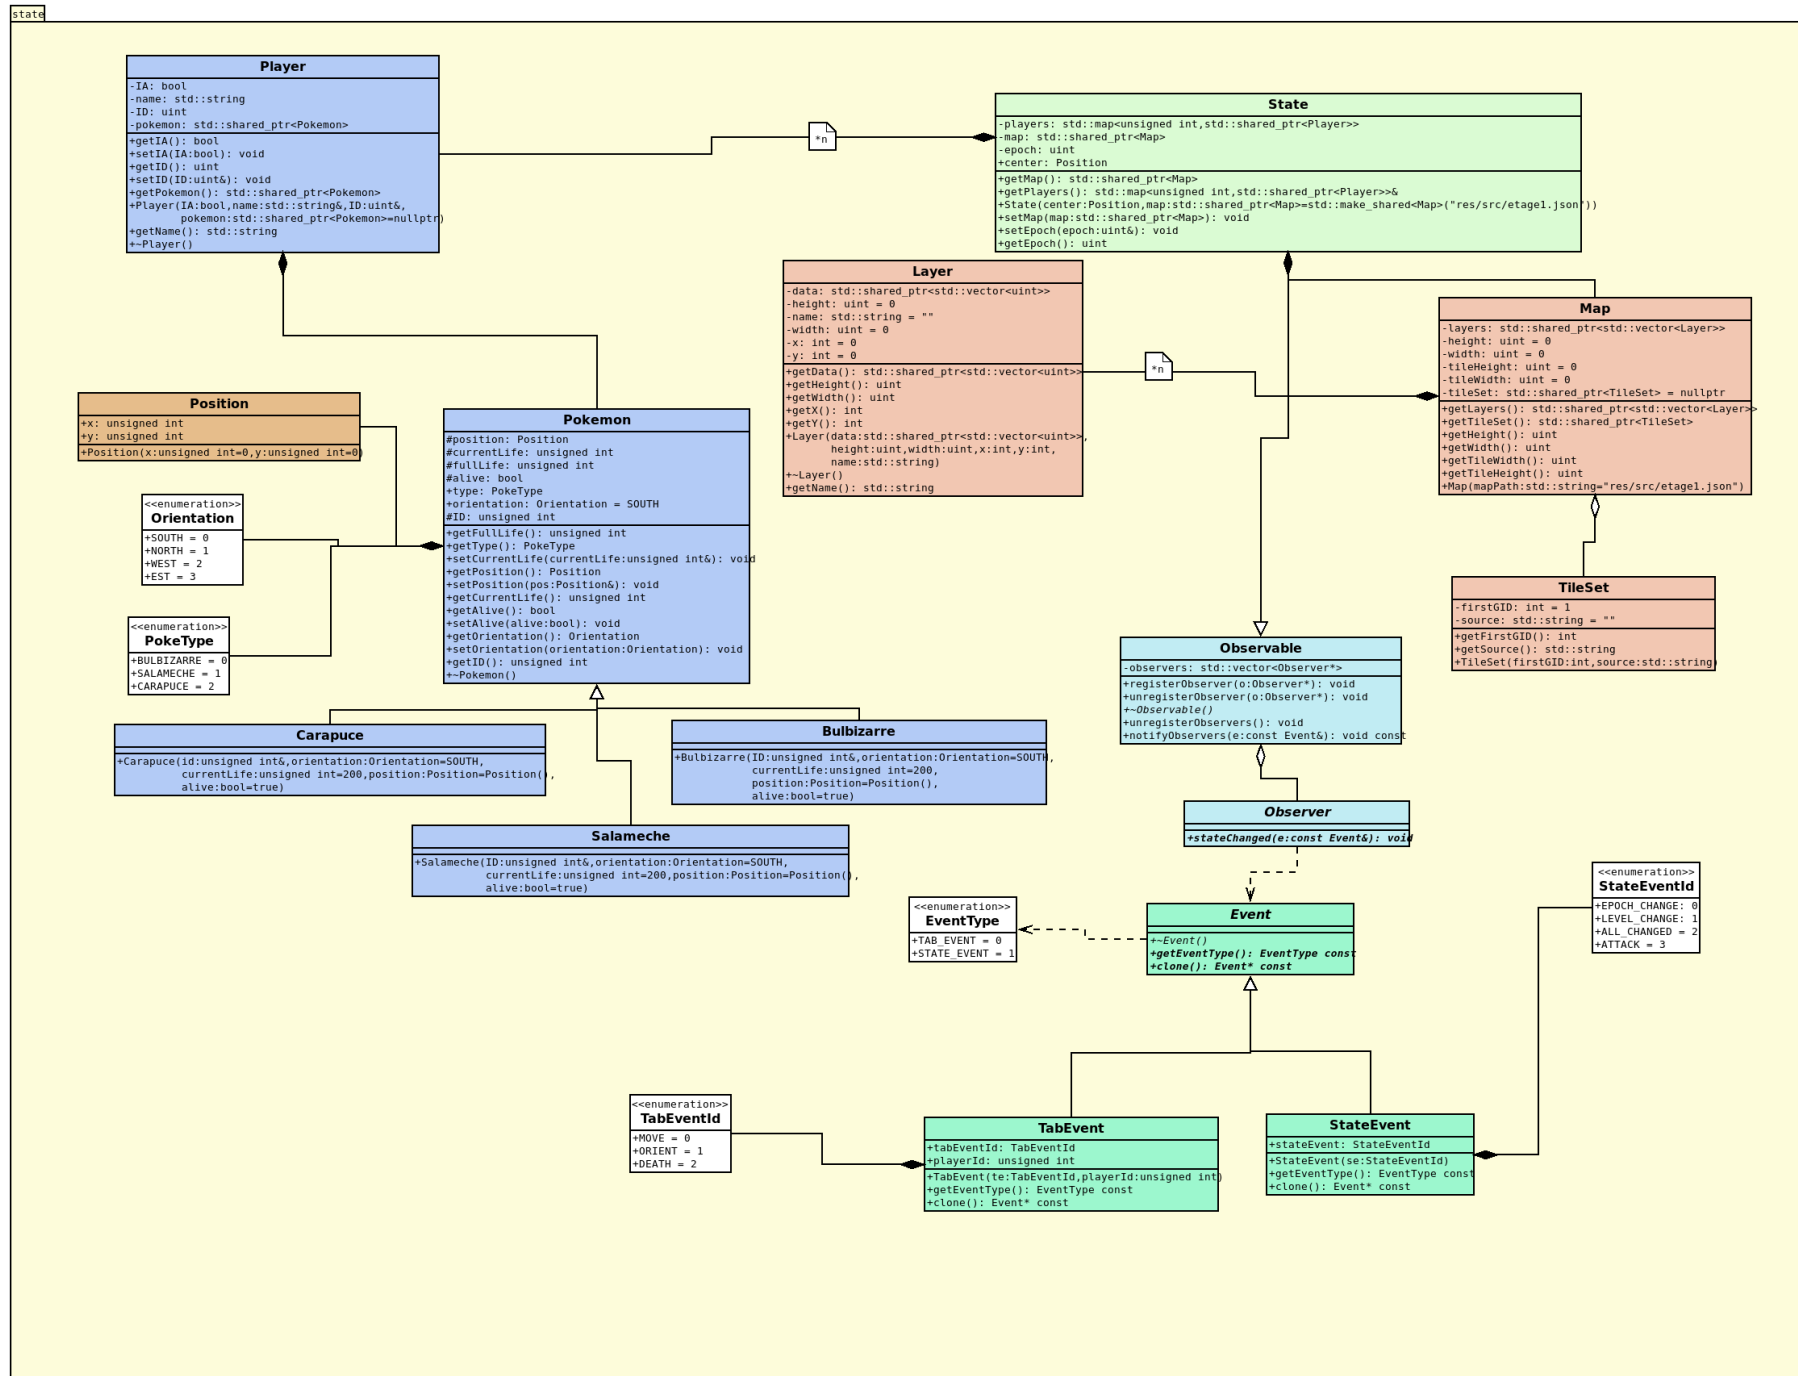 state
Player
-IA: bool
-name: std::string
-ID: uint
-pokemon: std::shared_ptr<Pokemon>
+getIA(): bool
+setIA(IA:bool): void
+getID(): uint
+setID(ID:uint&): void
+getPokemon(): std::shared_ptr<Pokemon>
+Player(IA:bool,name:std::string&,ID:uint&,
pokemon:std::shared_ptr<Pokemon>=nullptr)
+getName(): std::string
+~Player()
*n
State
-players: std::map<unsigned int,std::shared_ptr<Player>>
-map: std::shared_ptr<Map>
-epoch: uint
+center: Position
+getMap(): std::shared_ptr<Map>
+getPlayers(): std::map<unsigned int,std::shared_ptr<Player>>&
+State(center:Position,map:std::shared_ptr<Map>=std::make_shared<Map>("res/src/etage1.json"))
+setMap(map:std::shared_ptr<Map>): void
+setEpoch(epoch:uint&): void
+getEpoch(): uint
Layer
-data: std::shared_ptr<std::vector<uint>>
-height: uint = 0
-name: std::string = ""
-width: uint = 0
-x: int = 0
-y: int = 0
+getData(): std::shared_ptr<std::vector<uint>>
+getHeight(): uint
+getWidth(): uint
+getX(): int
+getY(): int
+Layer(data:std::shared_ptr<std::vector<uint>>,
height:uint,width:uint,x:int,y:int,
name:std::string)
+~Layer()
+getName(): std::string
*n
Map
-layers: std::shared_ptr<std::vector<Layer>>
-height: uint = 0
-width: uint = 0
-tileHeight: uint = 0
-tileWidth: uint = 0
-tileSet: std::shared_ptr<TileSet> = nullptr
+getLayers(): std::shared_ptr<std::vector<Layer>>
+getTileSet(): std::shared_ptr<TileSet>
+getHeight(): uint
+getWidth(): uint
+getTileWidth(): uint
+getTileHeight(): uint
+Map(mapPath:std::string="res/src/etage1.json")
Position
+x: unsigned int
+y: unsigned int
+Position(x:unsigned int=0,y:unsigned int=0)
<<enumeration>>
Orientation
+SOUTH = 0
+NORTH = 1
+WEST = 2
+EST = 3
<<enumeration>>
PokeType
+BULBIZARRE = 0
+SALAMECHE = 1
+CARAPUCE = 2
Pokemon
#position: Position
#currentLife: unsigned int
#fullLife: unsigned int
#alive: bool
+type: PokeType
+orientation: Orientation = SOUTH
#ID: unsigned int
+getFullLife(): unsigned int
+getType(): PokeType
+setCurrentLife(currentLife:unsigned int&): void
+getPosition(): Position
+setPosition(pos:Position&): void
+getCurrentLife(): unsigned int
+getAlive(): bool
+setAlive(alive:bool): void
+getOrientation(): Orientation
+setOrientation(orientation:Orientation): void
+getID(): unsigned int
+~Pokemon()
TileSet
-firstGID: int = 1
-source: std::string = ""
+getFirstGID(): int
+getSource(): std::string
+TileSet(firstGID:int,source:std::string)
Observable
-observers: std::vector<Observer*>
+registerObserver(o:Observer*): void
+unregisterObserver(o:Observer*): void
+~Observable()
+unregisterObservers(): void
+notifyObservers(e:const Event&): void const
Carapuce
+Carapuce(id:unsigned int&,orientation:Orientation=SOUTH,
currentLife:unsigned int=200,position:Position=Position(),
alive:bool=true)
Bulbizarre
+Bulbizarre(ID:unsigned int&,orientation:Orientation=SOUTH,
currentLife:unsigned int=200,
position:Position=Position(),
alive:bool=true)
Salameche
+Salameche(ID:unsigned int&,orientation:Orientation=SOUTH,
currentLife:unsigned int=200,position:Position=Position(),
alive:bool=true)
Observer
+stateChanged(e:const Event&): void
<<enumeration>>
EventType
+TAB_EVENT = 0
+STATE_EVENT = 1
Event
+~Event()
+getEventType(): EventType const
+clone(): Event* const
<<enumeration>>
StateEventId
+EPOCH_CHANGE: 0
+LEVEL_CHANGE: 1
+ALL_CHANGED = 2
+ATTACK = 3
<<enumeration>>
TabEventId
+MOVE = 0
+ORIENT = 1
+DEATH = 2
TabEvent
+tabEventId: TabEventId
+playerId: unsigned int
+TabEvent(te:TabEventId,playerId:unsigned int)
+getEventType(): EventType const
+clone(): Event* const
StateEvent
+stateEvent: StateEventId
+StateEvent(se:StateEventId)
+getEventType(): EventType const
+clone(): Event* const